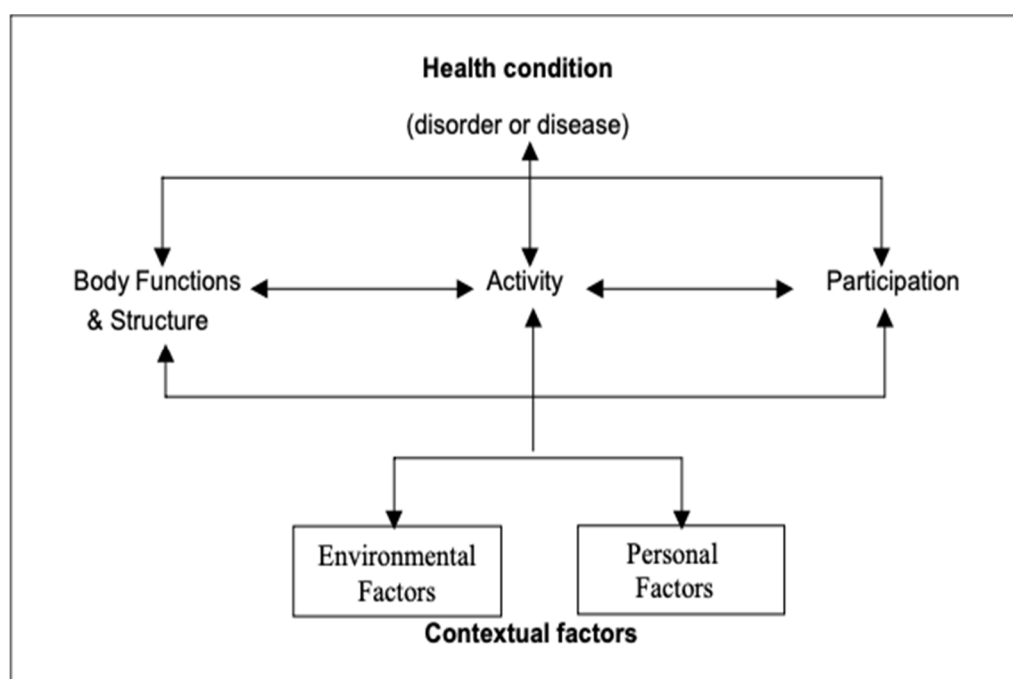 Health condition
(disorder or disease)
Body Functions
& Structure
Activity
Participation
Environmental
Factors
Personal
Factors
Contextual factors